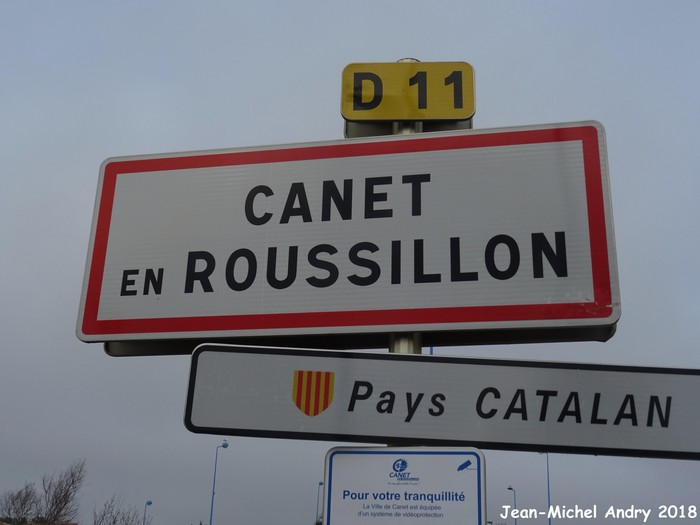 D 11
CANET
EN ROUSSILLON
Pays CATALAN
CANET
Pour votre tranquillité
La Ville de Canet est équipée
d'un système de vidéoprotection
Jean-Michel Andry 2018